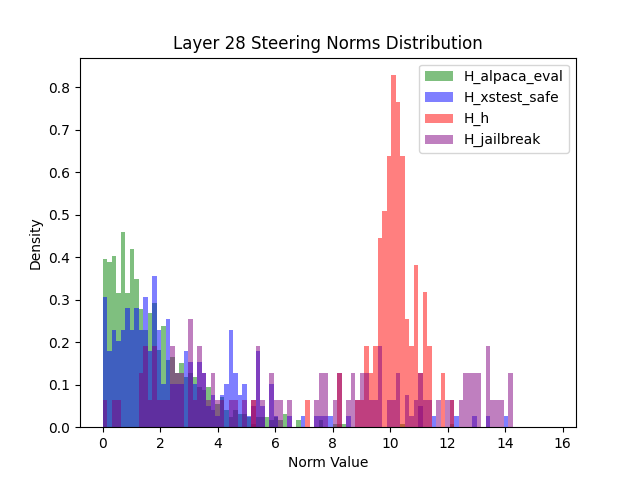 Layer 28 Steering Norms Distribution
H_alpaca_eval
H_xstest_safe
H_h
H_jailbreak
Density
0.8
0.7
0.6
0.5
0.4
0.3
0.2
0.1
0.0
0 2 4 6 8 10 12 14 16
Norm Value